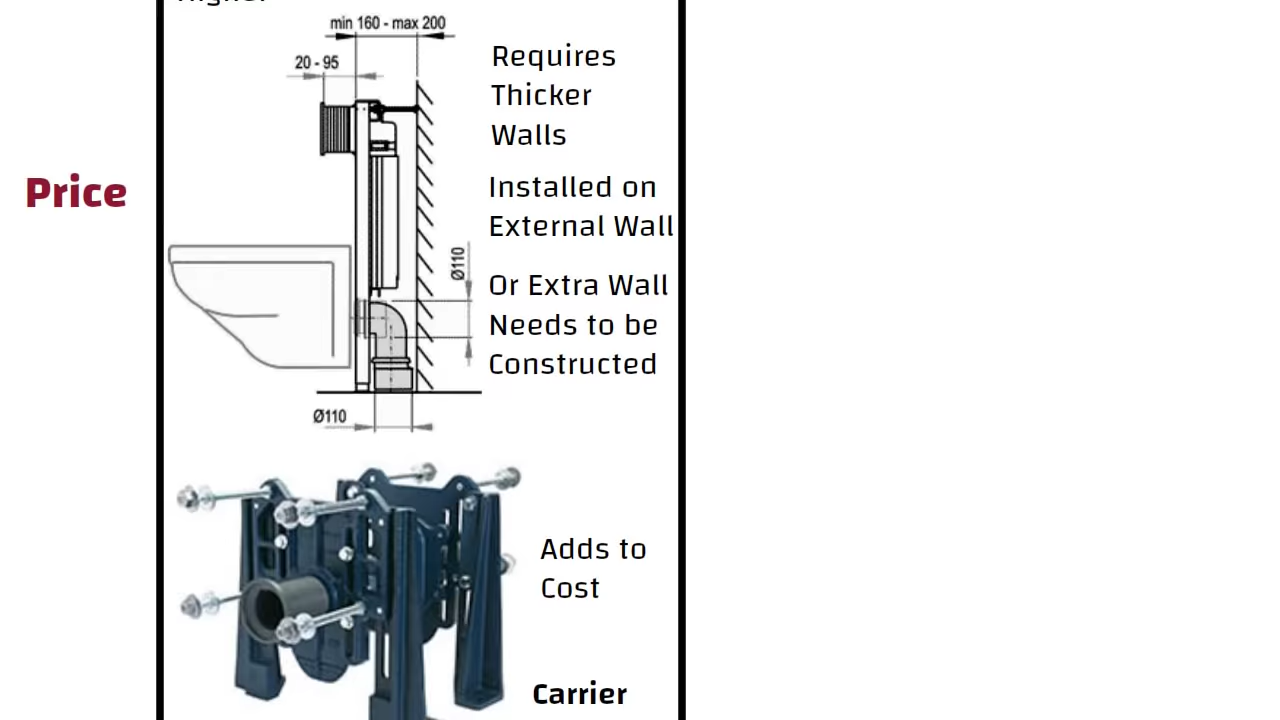 Higher
min 160 - max 200
20 - 95
Requires
Thicker
Walls
Price
Installed on
External Wall
Ø110
Or Extra Wall
Needs to be
Constructed
Ø110
Adds to
Cost
Carrier